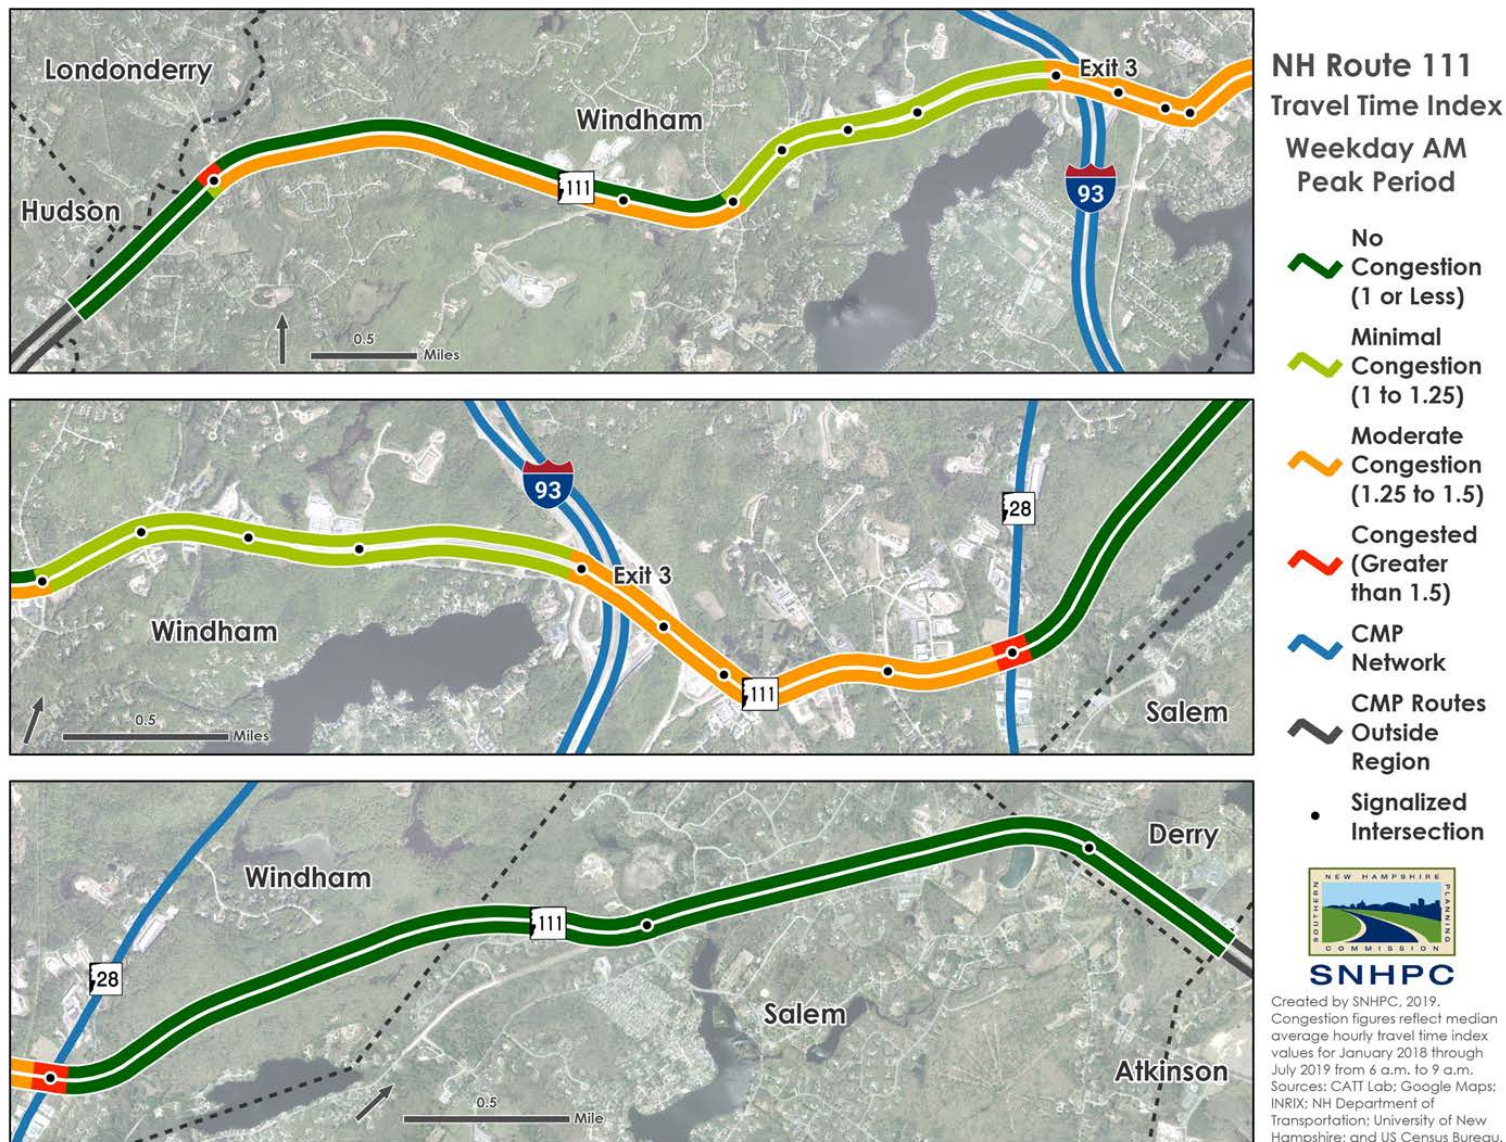 Londonderry
Hudson
Windham
Exit 3
111
93
0.5
Miles
93
28
Exit 3
Windham
111
Salem
0.5
Miles
Windham
Derry
111
28
Salem
Atkinson
0.5
Mile
NH Route 111
Travel Time Index
Weekday AM
Peak Period
No
Congestion
(1 or Less)
Minimal
Congestion
(1 to 1.25)
Moderate
Congestion
(1.25 to 1.5)
Congested
(Greater
than 1.5)
CMP
Network
CMP Routes
Outside
Region
Signalized
Intersection
NEW HAMPSHIRE
SOUTHERN
PLANNING
COMMISSION
SNHPC
Created by SNHPC, 2019.
Congestion figures reflect median
average hourly travel time index
values for January 2018 through
July 2019 from 6 a.m. to 9 a.m.
Sources: CATT Lab; Google Maps;
INRIX; NH Department of
Transportation; University of New
Hampshire; and US Census Bureau.